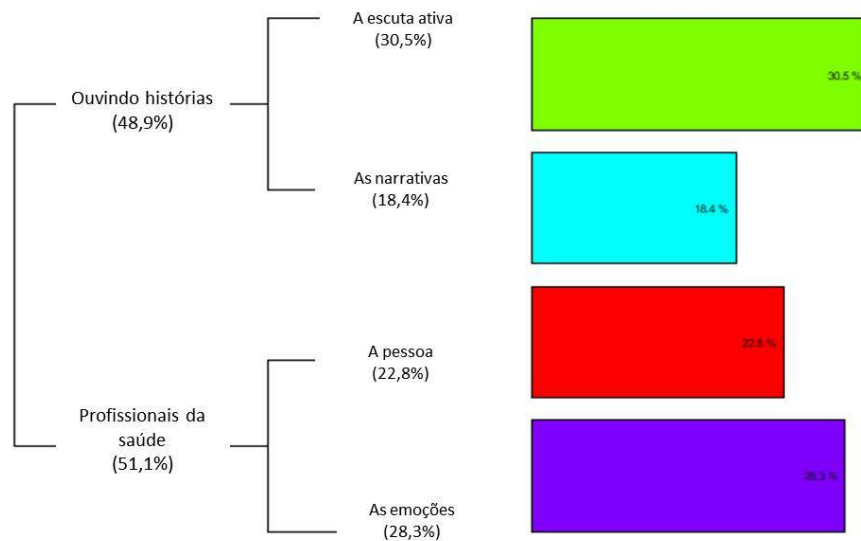 A escuta ativa
(30,5%)
30.5 %
Ouvindo histórias
(48,9%)
As narrativas
(18,4%)
18.4 %
A pessoa
(22,8%)
22.8 %
Profissionais da
saúde
(51,1%)
As emoções
(28,3%)
28.3 %